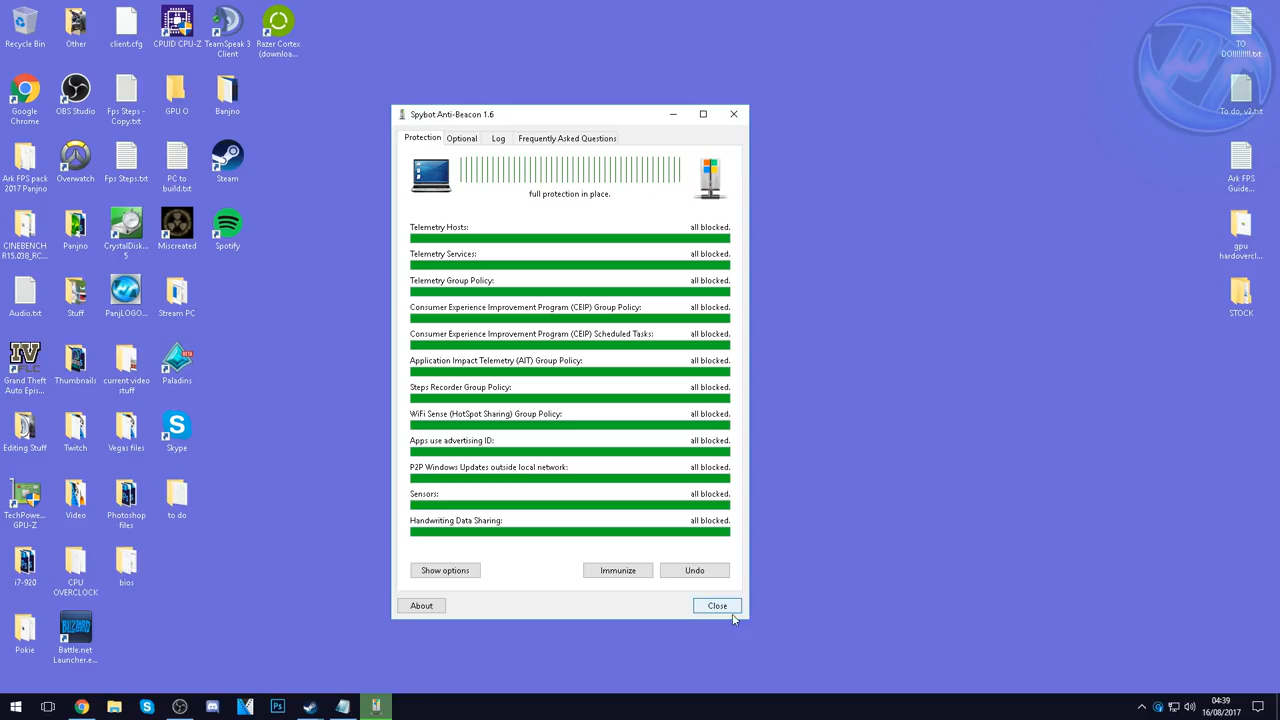 Recycle Bin
Other
client.cfg
CPUID CPU-Z
TeamSpeak 3
Client
Razer Cortex
(downloa...
Google
Chrome
OBS Studio
Fps Steps -
Copy.txt
GPU O
Banjno
Ark FPS pack
2017 Panjno
Overwatch
Fps Steps.txt
PC to
build.txt
Steam
CINEBENCH
R15.038_RC...
Panjno
CrystalDisk...
5
Miscreated
Spotify
Audio.txt
Stuff
PanjLOGO...
Stream PC
IV
Grand Theft
Auto Epis...
Thumbnails
current video
stuff
BETA
Paladins
Editing Stuff
Twitch
Vegas files
Skype
TechPowe...
GPU-Z
Video
Photoshop
files
to do
i7-920
CPU
OVERCLOCK
bios
Pokie
BLIZZARD
Battle.net
Launcher.e...
Spybot Anti-Beacon 1.6
Protection
Optional
Log
Frequently Asked Questions
full protection in place.
Telemetry Hosts: all blocked.
Telemetry Services: all blocked.
Telemetry Group Policy: all blocked.
Consumer Experience Improvement Program (CEIP) Group Policy: all blocked.
Consumer Experience Improvement Program (CEIP) Scheduled Tasks: all blocked.
Application Impact Telemetry (AIT) Group Policy: all blocked.
Steps Recorder Group Policy: all blocked.
WiFi Sense (HotSpot Sharing) Group Policy: all blocked.
Apps use advertising ID: all blocked.
P2P Windows Updates outside local network: all blocked.
Sensors: all blocked.
Handwriting Data Sharing: all blocked.
Show options
Immunize
Undo
About
Close
TO
DO!!!!!!!!!.txt
To do, v2.txt
Ark FPS
Guide...
gpu
hardovercl...
STOCK
Ps
04:39
16/08/2017